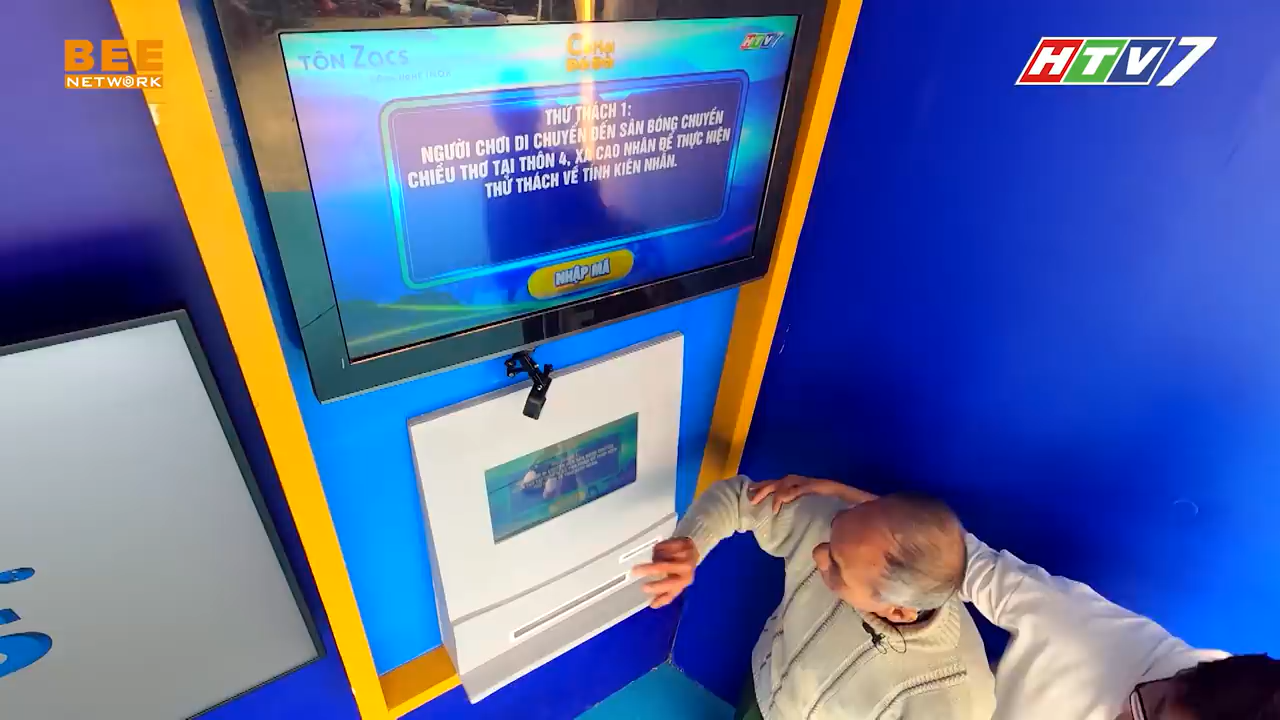 BEE
NETWORK
HTV7
TÔN Zacs
HTV7
THỬ THÁCH 1:
NGƯỜI CHƠI DI CHUYỂN ĐẾN SÂN BÓNG CHUYỀN
CHIỀU THƠ TẠI THÔN 4, XÃ CAO NHÂN ĐỂ THỰC HIỆN
THỬ THÁCH VỀ TÍNH KIÊN NHẪN.
NHẬP MÃ